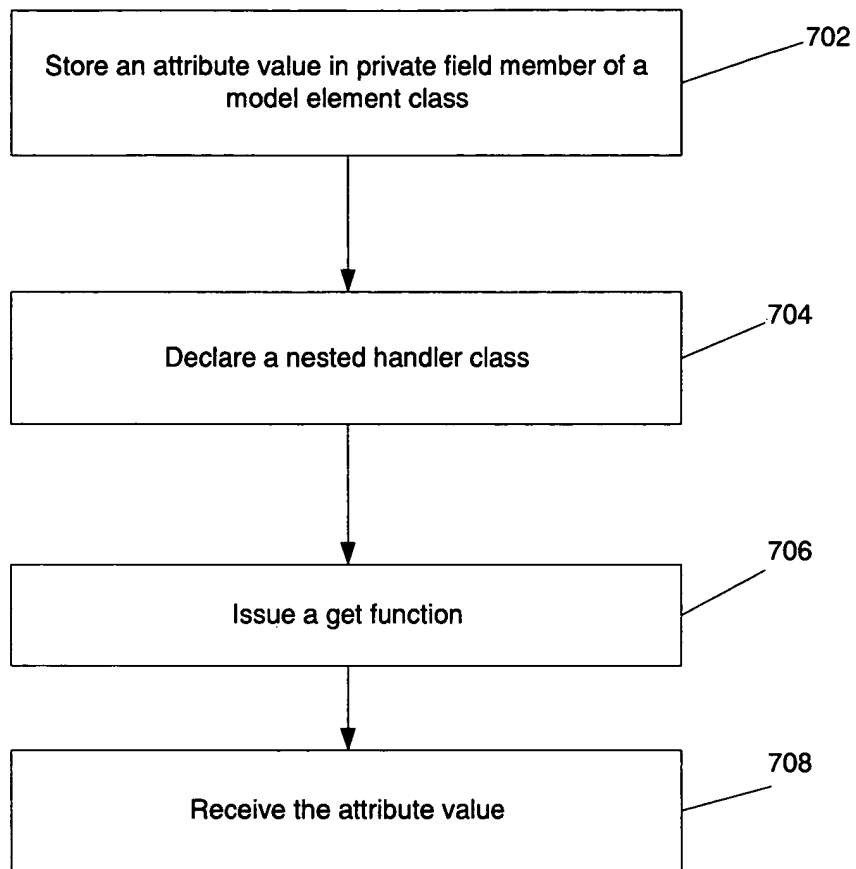 702
Store an attribute value in private field member of a
model element class
704
Declare a nested handler class
706
Issue a get function
708
Receive the attribute value